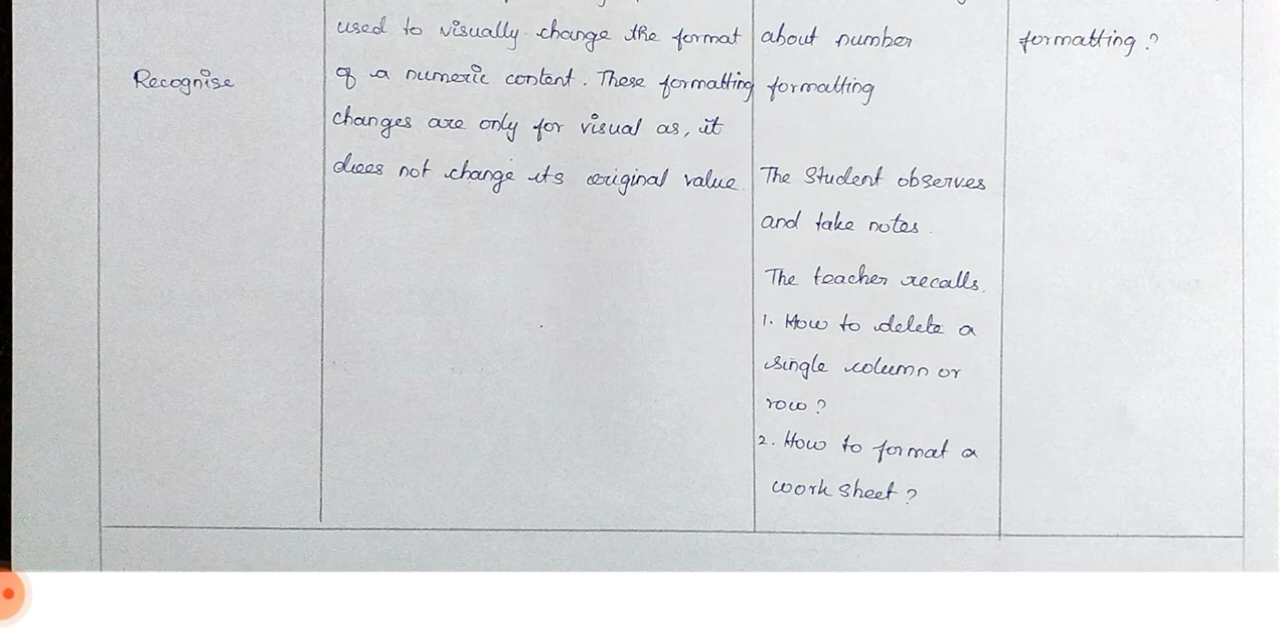 Recognise
used to visually change the format
of a numeric content. These formatting
changes are only for visual as, it
does not change its original value.
about number
formatting
The Student observes
and take notes.
The teacher recalls.
1. How to delete a
single column or
row?
2. How to format a
work sheet?
formatting?